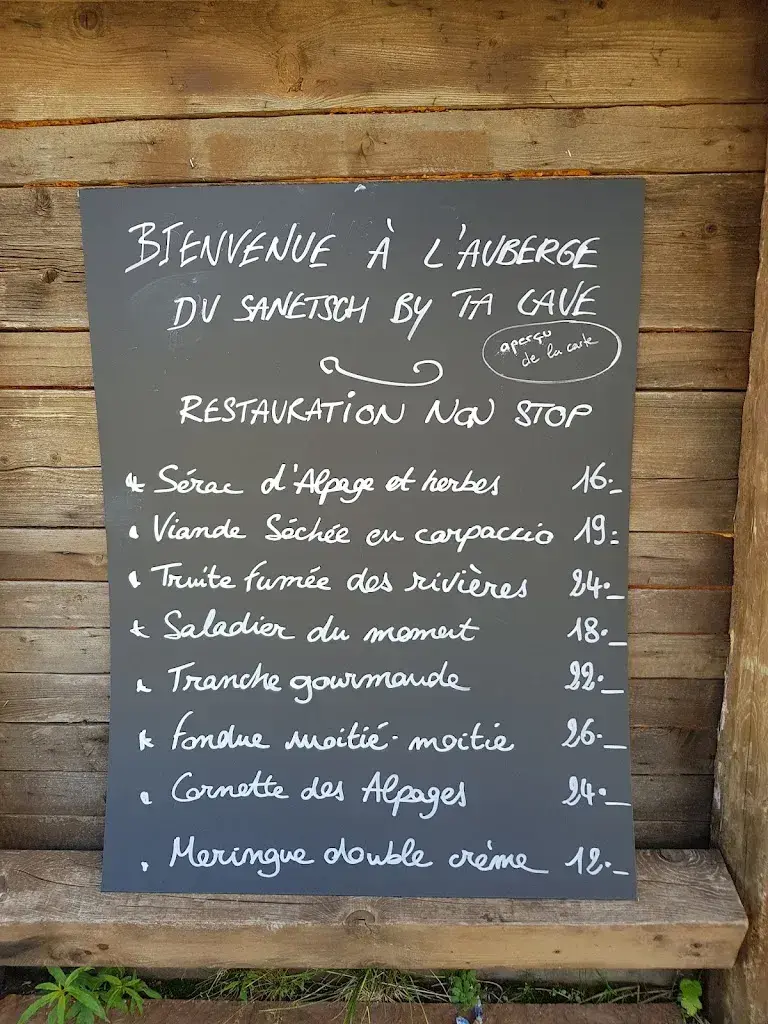 BIENVENUE À L'AUBERGE
DU SANETSCH BY TA CAVE
aperçu
de la carte
RESTAURATION NON STOP
* Sérac d'Alpage et herbes 16.-
• Viande Séchée en carpaccio 19.-
• Truite fumée des rivières 24.-
* Saladier du moment 18.-
• Tranche gourmande 22.-
* Fondue moitié-moitié 26.-
• Cornette des Alpages 24.-
• Meringue double crème 12.-